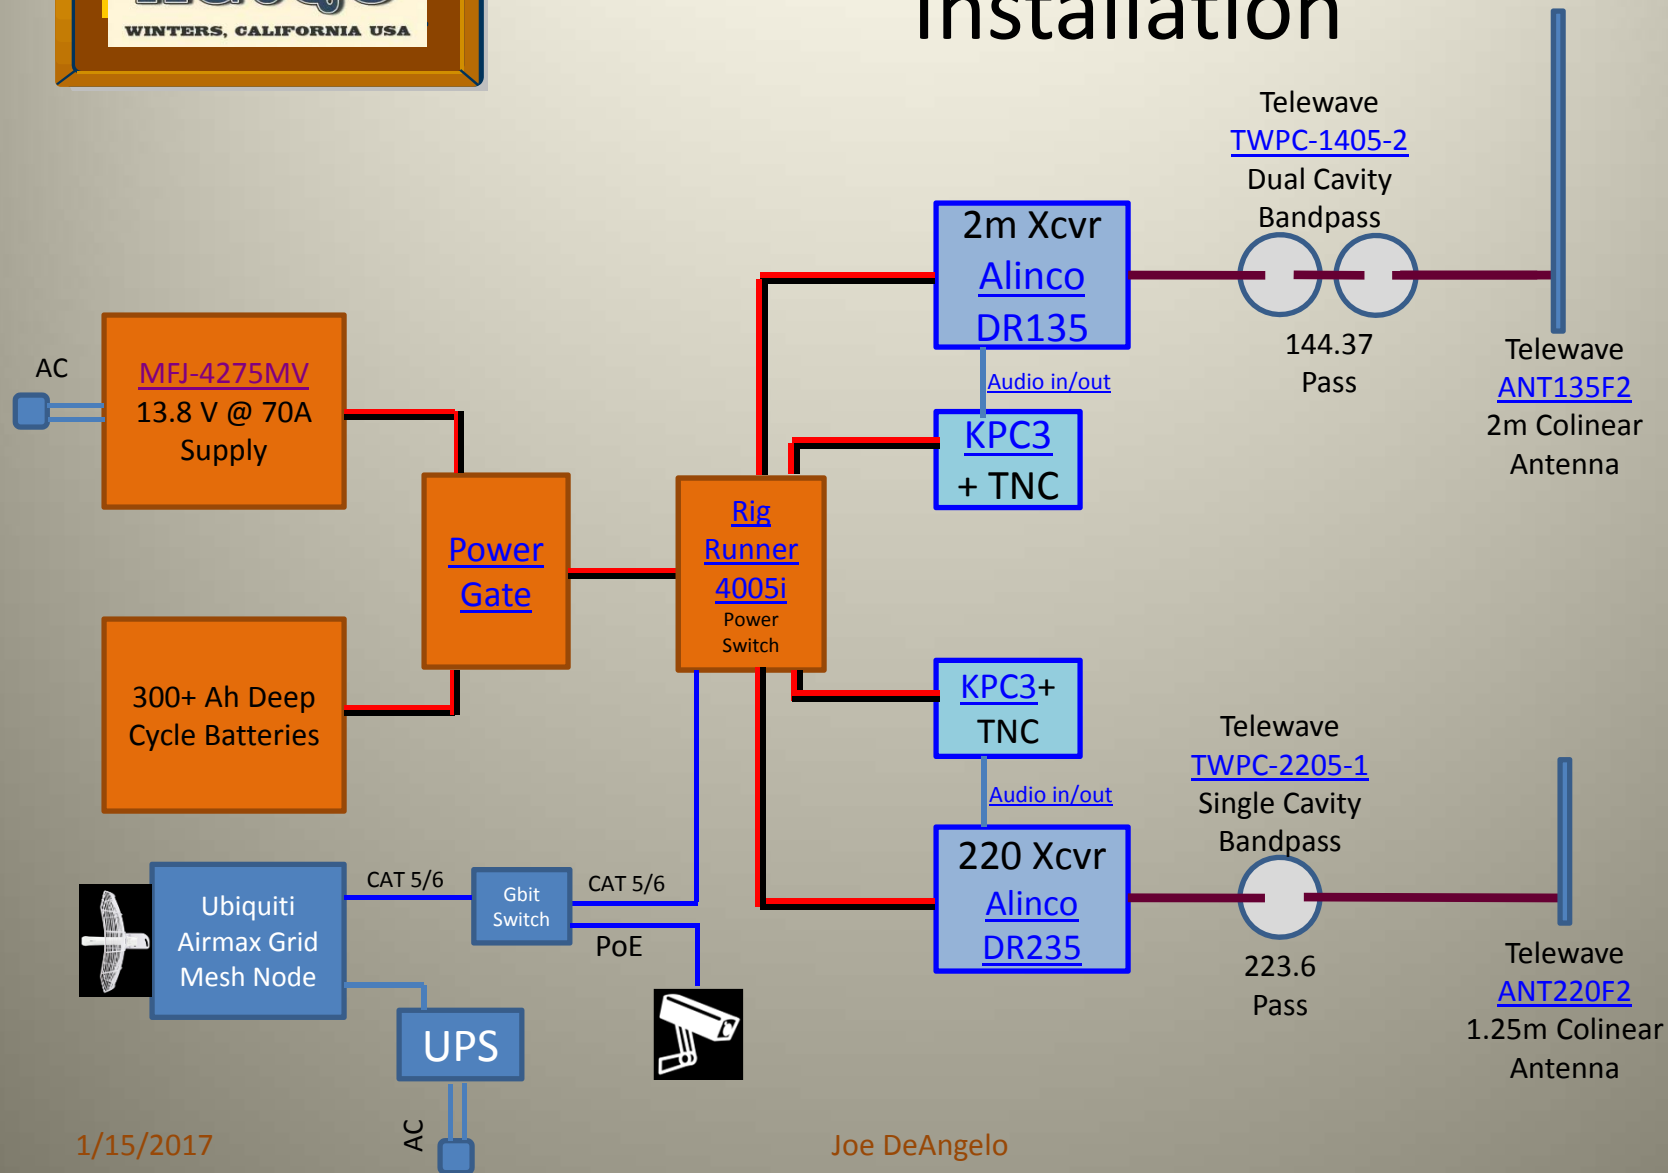 WINTERS, CALIFORNIA USA
Installation
Telewave
TWPC-1405-2
Dual Cavity
Bandpass
2m Xcvr
Alinco
DR135
144.37
Pass
Telewave
ANT135F2
2m Colinear
Antenna
AC
MFJ-4275MV
13.8 V @ 70A
Supply
Audio in/out
KPC3
+ TNC
Power
Gate
Rig
Runner
4005i
Power
Switch
300+ Ah Deep
Cycle Batteries
KPC3+
TNC
Audio in/out
Telewave
TWPC-2205-1
Single Cavity
Bandpass
220 Xcvr
Alinco
DR235
223.6
Pass
Telewave
ANT220F2
1.25m Colinear
Antenna
Ubiquiti
Airmax Grid
Mesh Node
CAT 5/6
Gbit
Switch
CAT 5/6
PoE
UPS
AC
1/15/2017
Joe DeAngelo